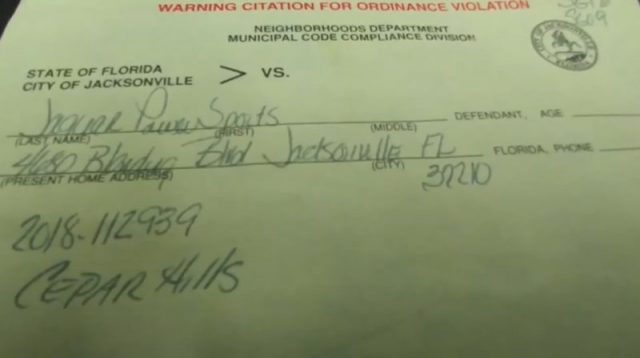 WARNING CITATION FOR ORDINANCE VIOLATION
NEIGHBORHOODS DEPARTMENT
MUNICIPAL CODE COMPLIANCE DIVISION
STATE OF FLORIDA
CITY OF JACKSONVILLE > VS.
Jaguar Power Sports DEFENDANT, AGE
(LAST NAME) (FIRST) (MIDDLE)
Blanding Blvd Jacksonville FL FLORIDA, PHONE
(PRESENT HOME ADDRESS) (CITY)
32210
2018-112939
CEDAR Hills